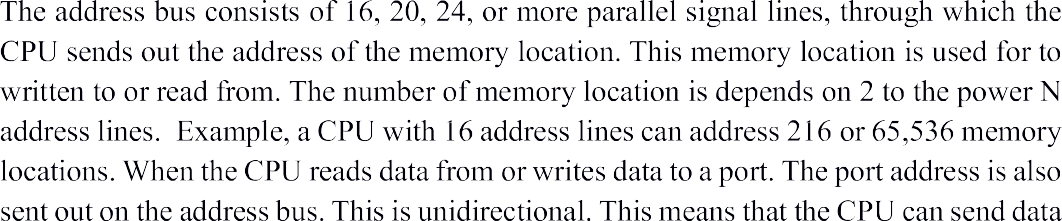 The address bus consists of 16, 20, 24, or more parallel signal lines, through which the
CPU sends out the address of the memory location. This memory location is used for to
written to or read from. The number of memory location is depends on 2 to the power N
address lines. Example, a CPU with 16 address lines can address 216 or 65,536 memory
locations. When the CPU reads data from or writes data to a port. The port address is also
sent out on the address bus. This is unidirectional. This means that the CPU can send data